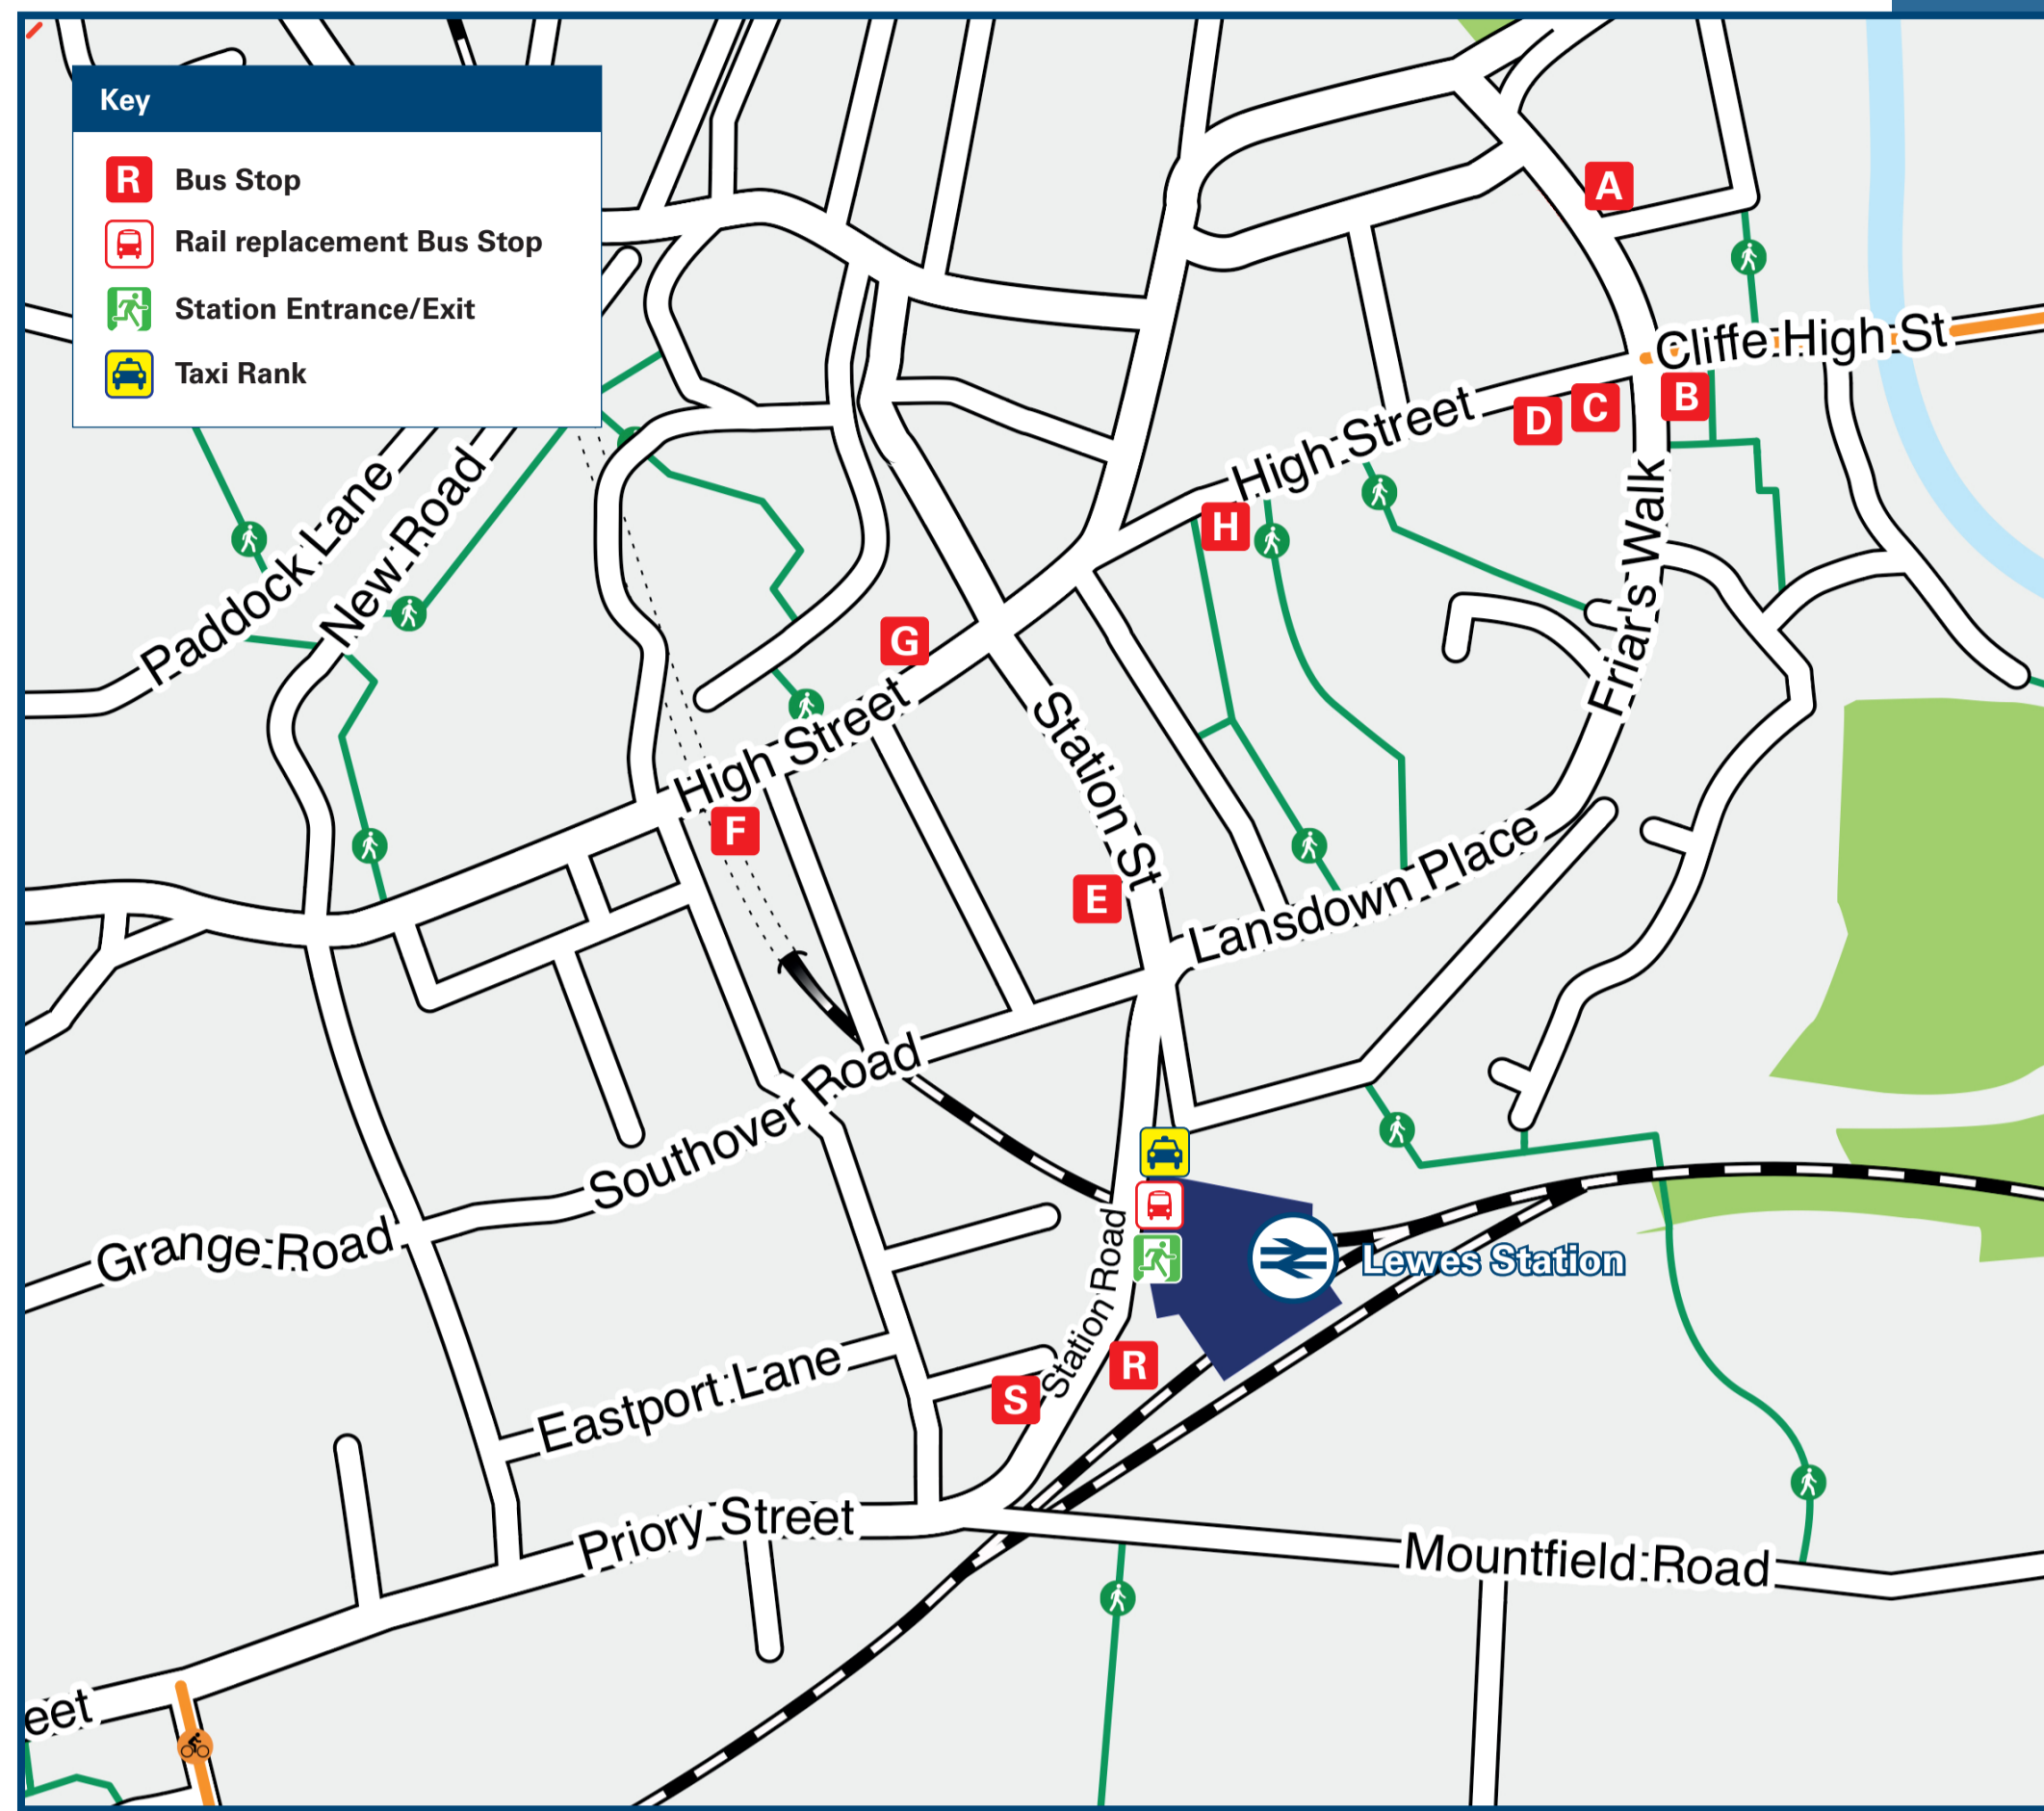 Key
R Bus Stop
Rail replacement Bus Stop
Station Entrance/Exit
Taxi Rank
A
Cliffe High St
B
C
D
High Street
H
Friar's Walk
Paddock Lane
New Road
G
High Street
Station St
F
E
Lansdown Place
Southover Road
Grange Road
Station Road
Lewes Station
R
S
Eastport Lane
Priory Street
Mountfield Road
eet